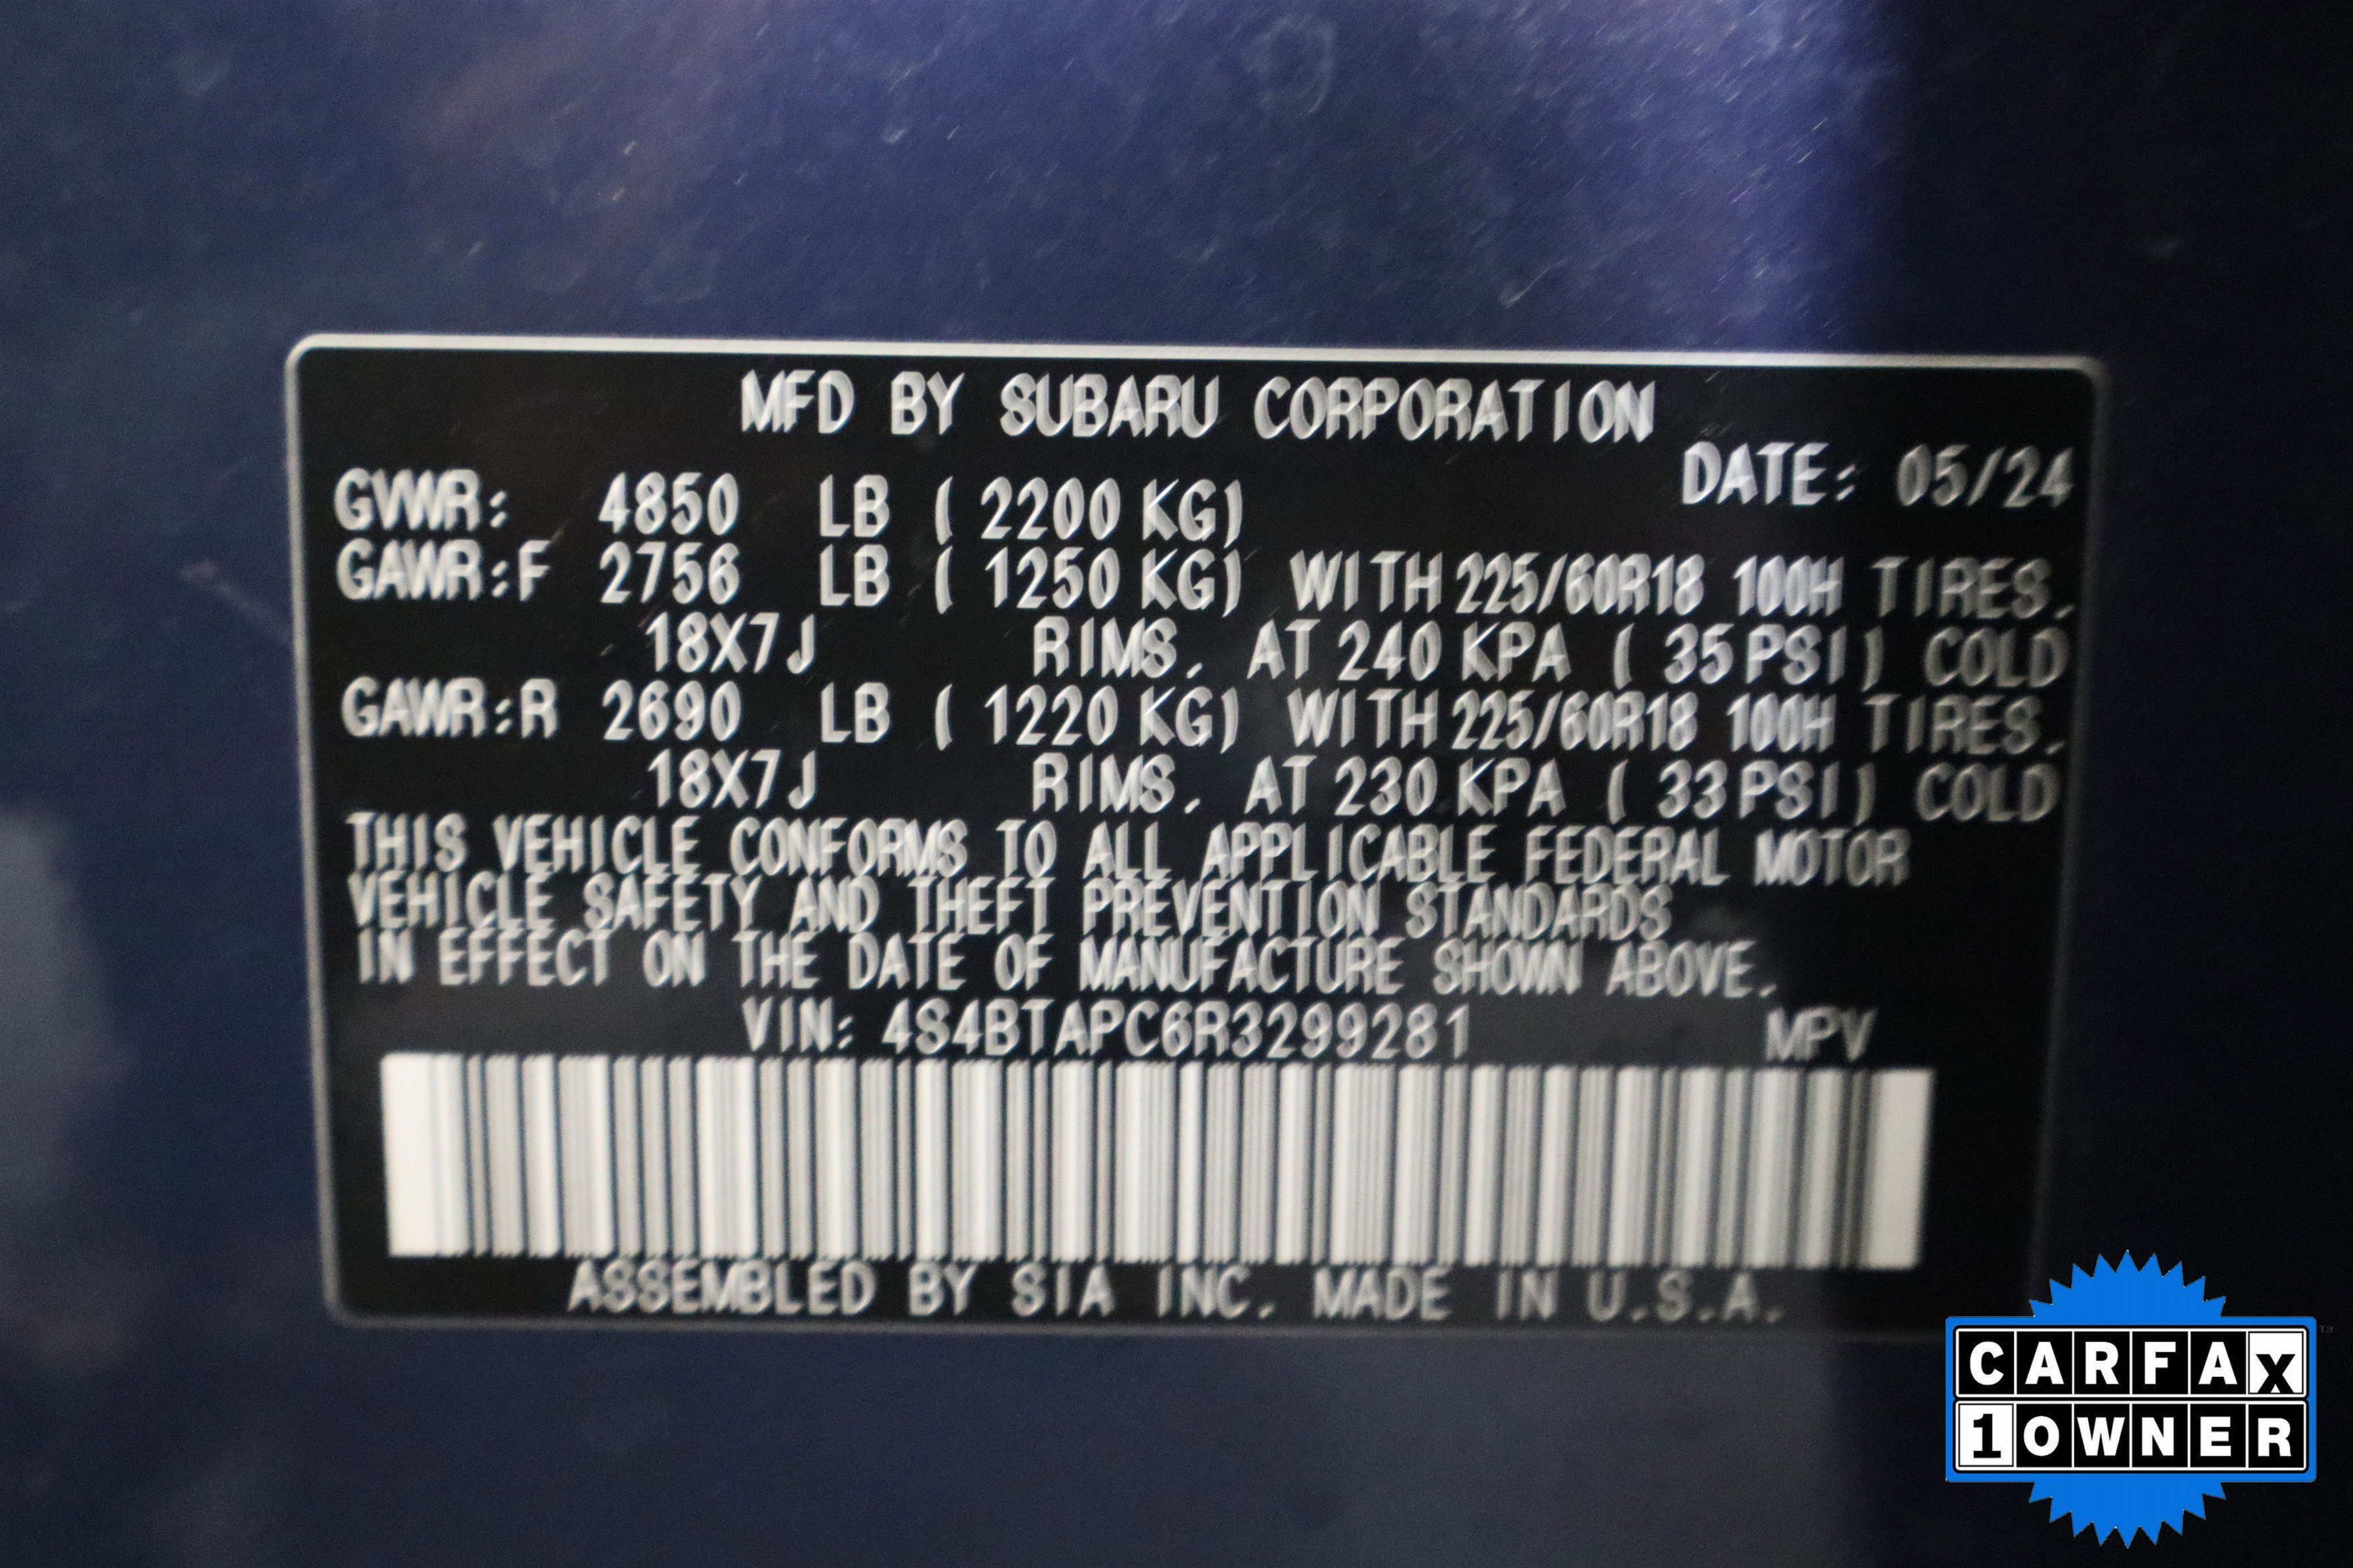 MFD BY SUBARU CORPORATION
DATE: 05/24
GVWR: 4850 LB ( 2200 KG)
GAWR:F 2756 LB ( 1250 KG) WITH 225/60R18 100H TIRES.
18X7J RIMS. AT 240 KPA ( 35 PSI) COLD
GAWR:R 2690 LB ( 1220 KG) WITH 225/60R18 100H TIRES.
18X7J RIMS. AT 230 KPA ( 33 PSI) COLD
THIS VEHICLE CONFORMS TO ALL APPLICABLE FEDERAL MOTOR
VEHICLE SAFETY AND THEFT PREVENTION STANDARDS
IN EFFECT ON THE DATE OF MANUFACTURE SHOWN ABOVE.
VIN: 4S4BTAPC6R3299281 MPV
ASSEMBLED BY SIA INC. MADE IN U.S.A.
CARFAX
1 OWNER